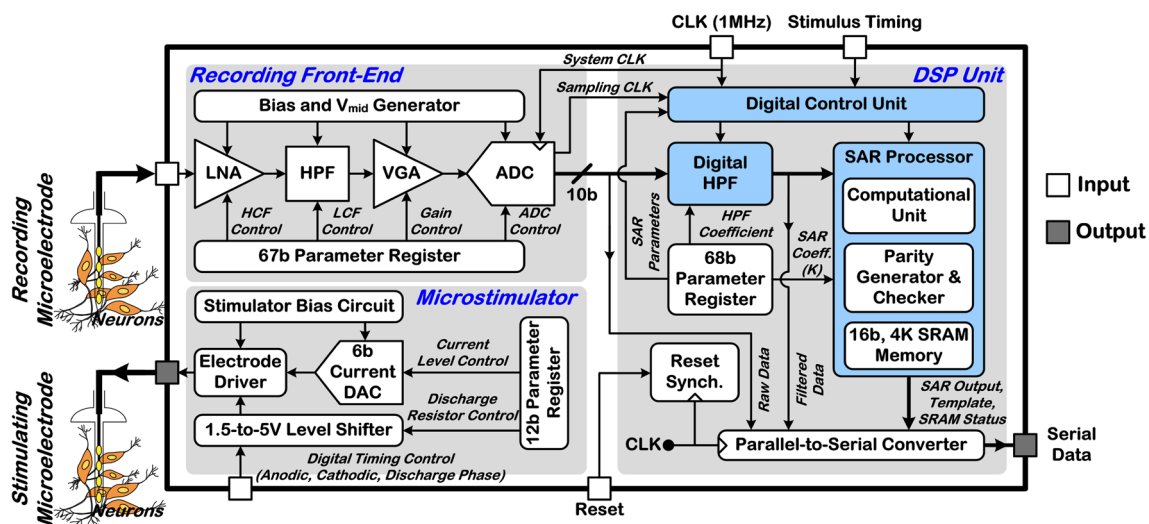 CLK (1MHz)
Stimulus Timing
Recording Front-End
System CLK
DSP Unit
Bias and Vmid Generator
Sampling CLK
Digital Control Unit
LNA
HPF
VGA
ADC
10b
Digital
HPF
SAR Processor
Computational
Unit
Parity
Generator &
Checker
16b, 4K SRAM
Memory
HCF
Control
LCF
Control
Gain
Control
ADC
Control
67b Parameter Register
SAR
Parameters
HPF
Coefficient
68b
Parameter
Register
SAR
Coeff.
(K)
Input
Output
Recording
Microelectrode
Neurons
Microstimulator
Stimulator Bias Circuit
Electrode
Driver
6b
Current
DAC
Current
Level Control
Discharge
Resistor Control
12b Parameter
Register
1.5-to-5V Level Shifter
Digital Timing Control
(Anodic, Cathodic, Discharge Phase)
Reset
Synch.
Raw Data
Filtered
Data
SAR Output,
Template,
SRAM Status
CLK
Parallel-to-Serial Converter
Serial
Data
Stimulating
Microelectrode
Neurons
Reset